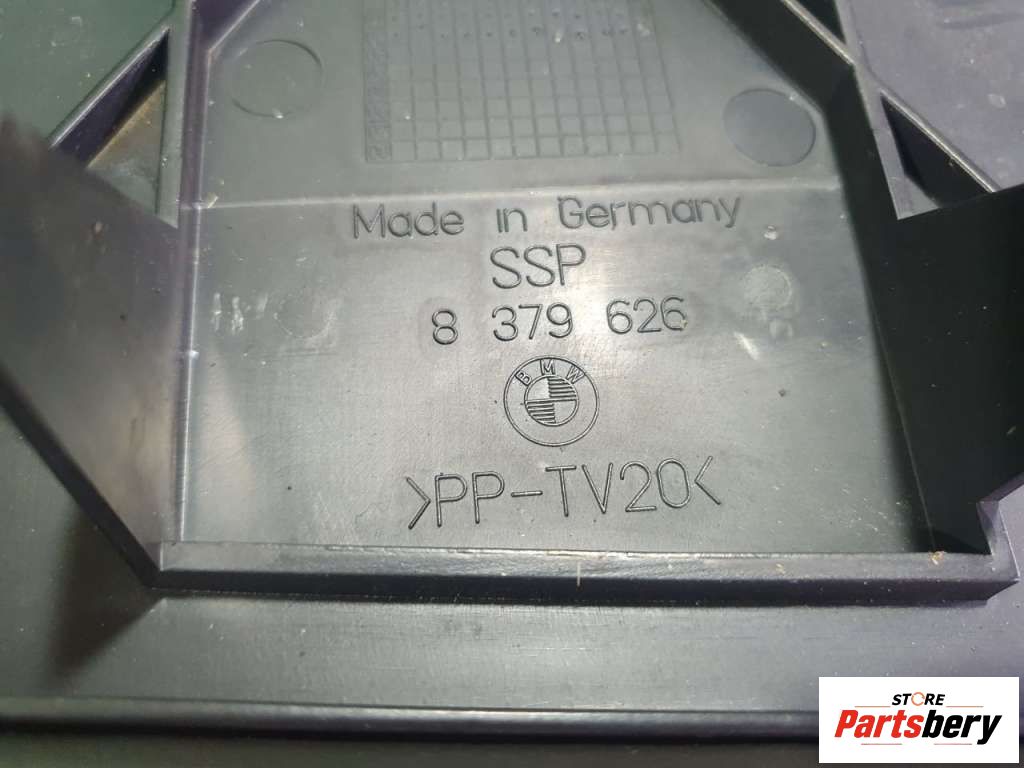 Made in Germany
SSP
8 379 626
BMW
>PP-TV20<
STORE
Partsbery